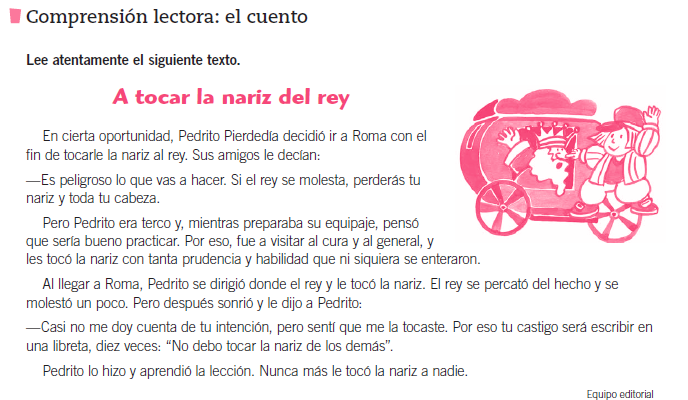 Comprensión lectora: el cuento
Lee atentamente el siguiente texto.
A tocar la nariz del rey
En cierta oportunidad, Pedrito Pierdedía decidió ir a Roma con el
fin de tocarle la nariz al rey. Sus amigos le decían:
—Es peligroso lo que vas a hacer. Si el rey se molesta, perderás tu
nariz y toda tu cabeza.
Pero Pedrito era terco y, mientras preparaba su equipaje, pensó
que sería bueno practicar. Por eso, fue a visitar al cura y al general, y
les tocó la nariz con tanta prudencia y habilidad que ni siquiera se enteraron.
Al llegar a Roma, Pedrito se dirigió donde el rey y le tocó la nariz. El rey se percató del hecho y se
molestó un poco. Pero después sonrió y le dijo a Pedrito:
—Casi no me doy cuenta de tu intención, pero sentí que me la tocaste. Por eso tu castigo será escribir en
una libreta, diez veces: “No debo tocar la nariz de los demás”.
Pedrito lo hizo y aprendió la lección. Nunca más le tocó la nariz a nadie.
Equipo editorial